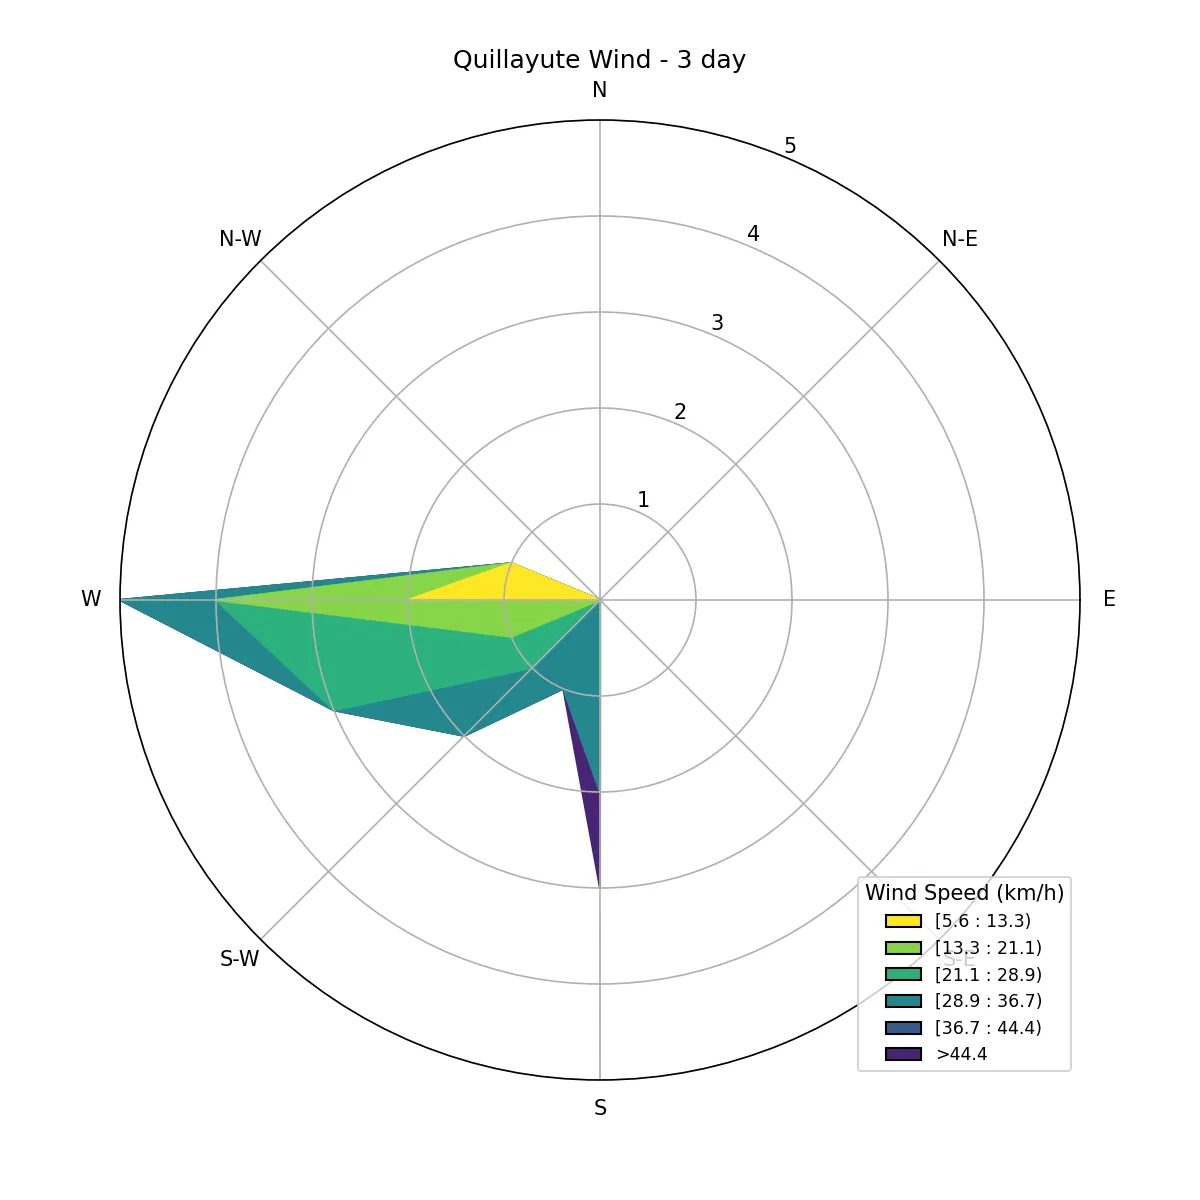 Quillayute Wind - 3 day
N
5
N-W
N-E
4
3
2
1
W
E
S-W
S-E
S
Wind Speed (km/h)
[5.6 : 13.3)
[13.3 : 21.1)
[21.1 : 28.9)
[28.9 : 36.7)
[36.7 : 44.4)
>44.4